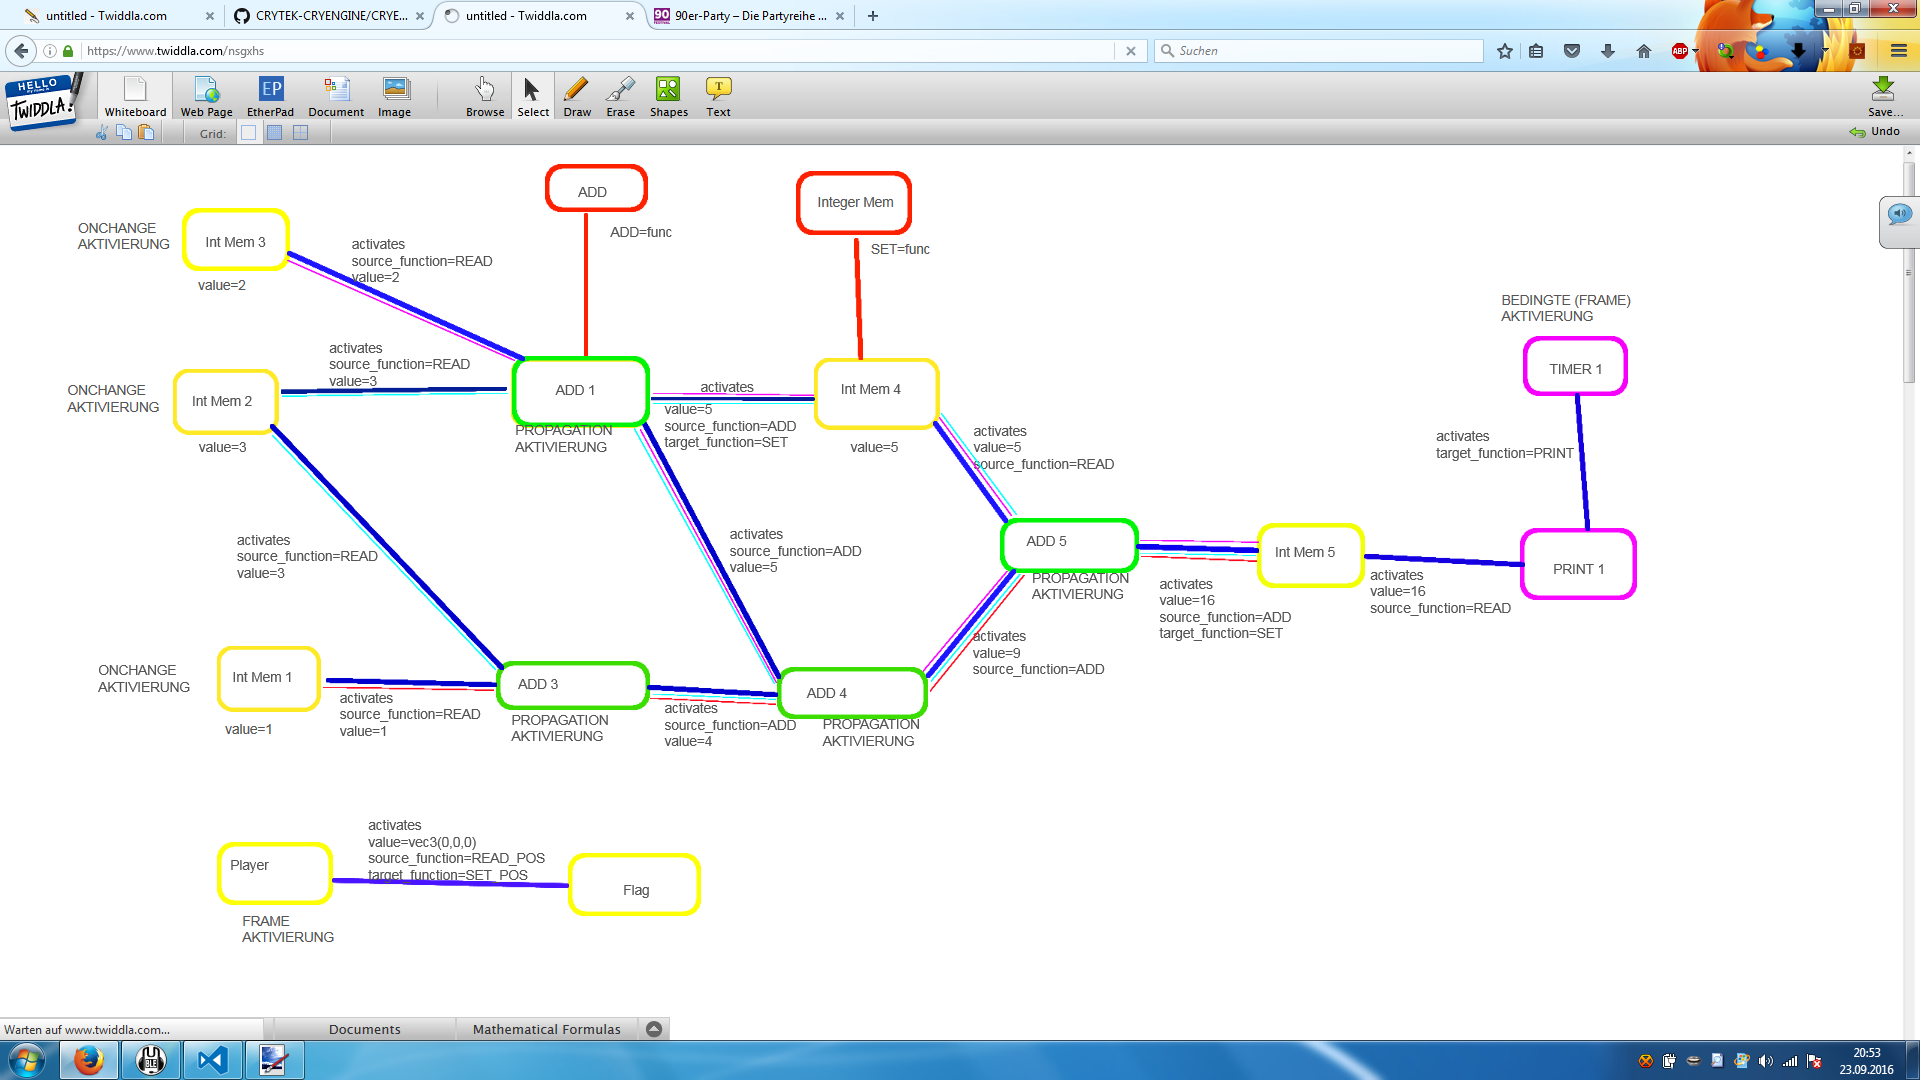 untitled - Twiddla.com
CRYTEK-CRYENGINE/CRYE...
untitled - Twiddla.com
90er-Party – Die Partyreihe ...
https://www.twiddla.com/nsgxhs
Suchen
ABP
HELLO
TWIDDLA!
Whiteboard
Web Page
EP
EtherPad
Document
Image
Browse
Select
Draw
Erase
Shapes
T
Text
Save...
Grid:
Undo
ADD
ADD=func
Integer Mem
SET=func
ONCHANGE
AKTIVIERUNG
Int Mem 3
value=2
activates
source_function=READ
value=2
BEDINGTE (FRAME)
AKTIVIERUNG
TIMER 1
activates
source_function=READ
value=3
ONCHANGE
AKTIVIERUNG
Int Mem 2
value=3
ADD 1
PROPAGATION
AKTIVIERUNG
activates
value=5
source_function=ADD
target_function=SET
Int Mem 4
value=5
activates
value=5
source_function=READ
activates
target_function=PRINT
activates
source_function=READ
value=3
activates
source_function=ADD
value=5
ADD 5
PROPAGATION
AKTIVIERUNG
Int Mem 5
PRINT 1
activates
value=16
source_function=ADD
target_function=SET
activates
value=16
source_function=READ
activates
value=9
source_function=ADD
ONCHANGE
AKTIVIERUNG
Int Mem 1
value=1
activates
source_function=READ
value=1
ADD 3
PROPAGATION
AKTIVIERUNG
activates
source_function=ADD
value=4
ADD 4
PROPAGATION
AKTIVIERUNG
activates
value=vec3(0,0,0)
source_function=READ_POS
target_function=SET_POS
Player
Flag
FRAME
AKTIVIERUNG
Warten auf www.twiddla.com...
Documents
Mathematical Formulas
20:53
23.09.2016